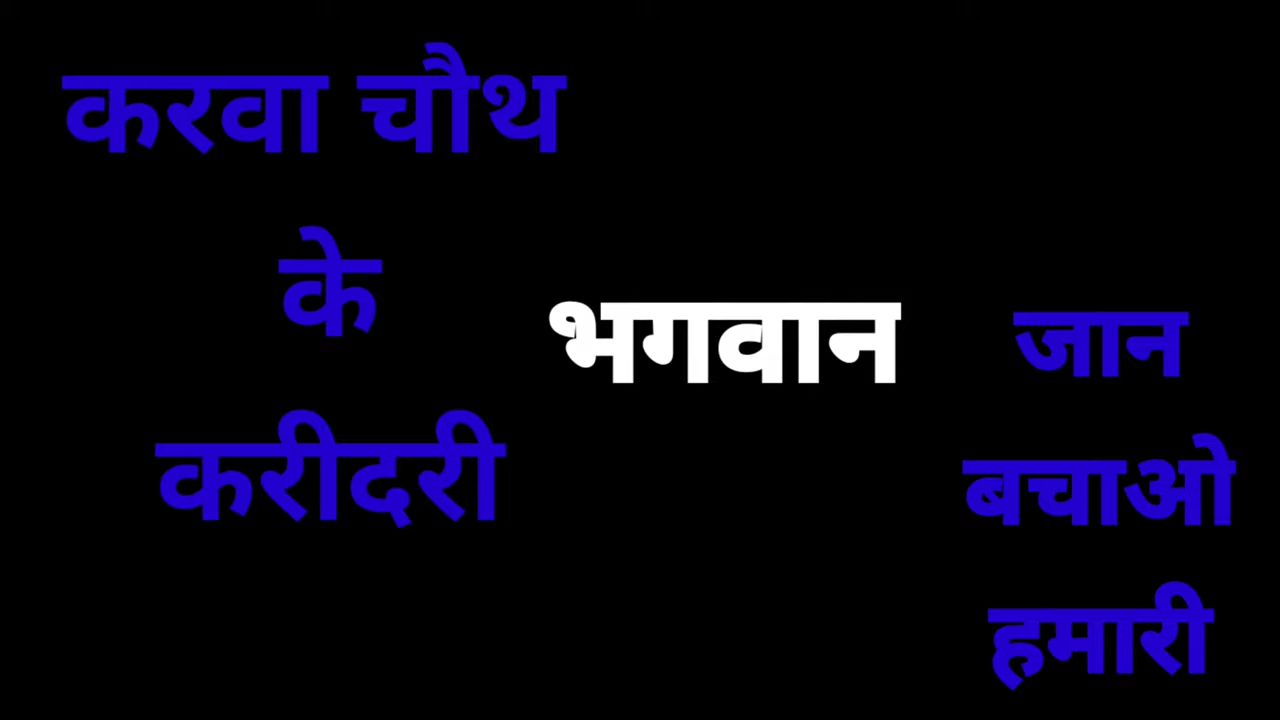 करवा चौथ
के
करीदरी
भगवान
जान
बचाओ
हमारी